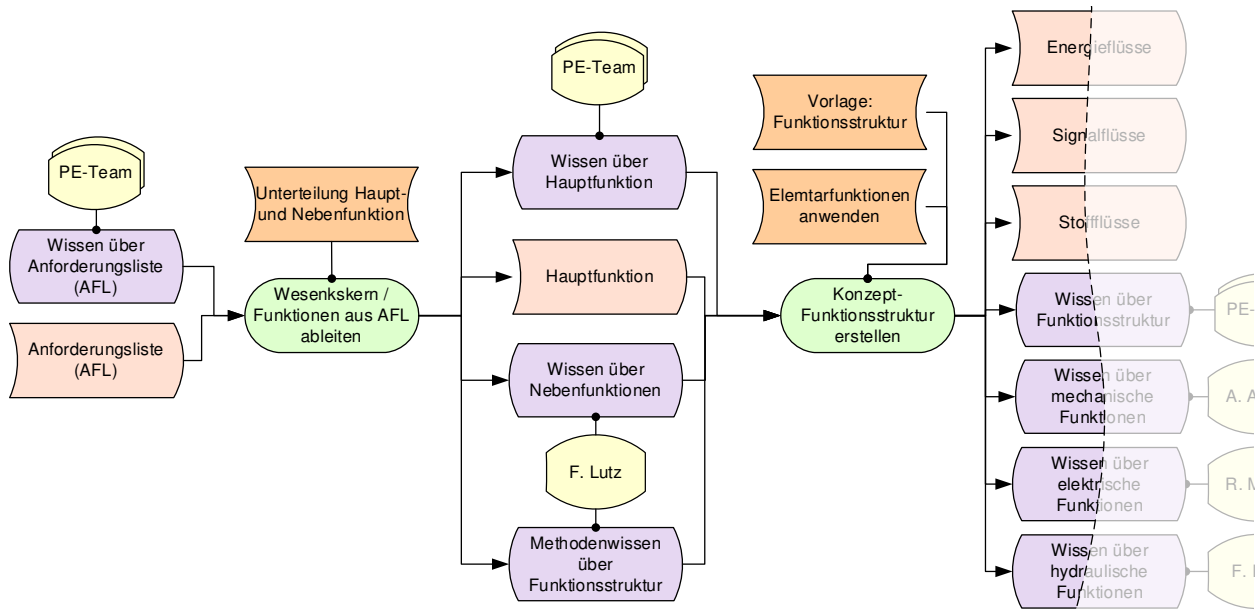 PE-Team
Wissen über
Anforderungsliste
(AFL)
Anforderungsliste
(AFL)
Unterteilung Haupt-
und Nebenfunktion
Wesenkskern /
Funktionen aus AFL
ableiten
PE-Team
Wissen über
Hauptfunktion
Hauptfunktion
Wissen über
Nebenfunktionen
F. Lutz
Methodenwissen
über
Funktionsstruktur
Vorlage:
Funktionsstruktur
Elemtarfunktionen
anwenden
Konzept-
Funktionsstruktur
erstellen
Energieflüsse
Signalflüsse
Stoffflüsse
Wissen über
Funktionsstruktur
PE-
Wissen über
mechanische
Funktionen
A. A
Wissen über
elektrische
Funktionen
R. M
Wissen über
hydraulische
Funktionen
F.